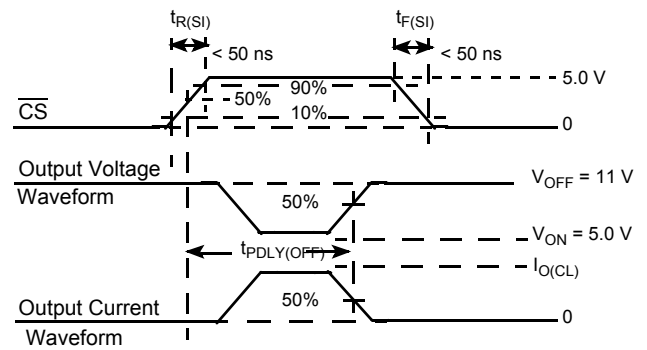 tR(SI)
tF(SI)
< 50 ns
< 50 ns
5.0 V
90%
50%
10%
CS
0
Output Voltage
Waveform
VOFF = 11 V
50%
VON = 5.0 V
tPDLY(OFF)
IO(CL)
50%
Output Current
Waveform
0